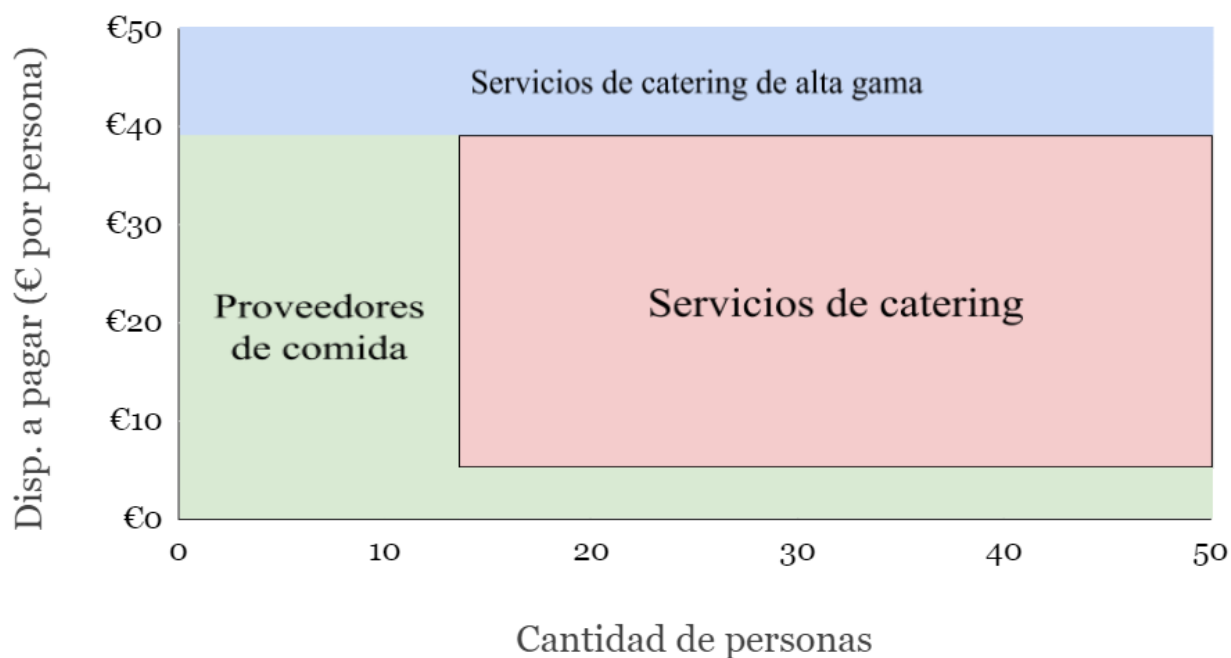 Disp. a pagar (€ por persona)
€50
€40
€30
€20
€10
€0
Servicios de catering de alta gama
Proveedores
de comida
Servicios de catering
0 10 20 30 40 50
Cantidad de personas